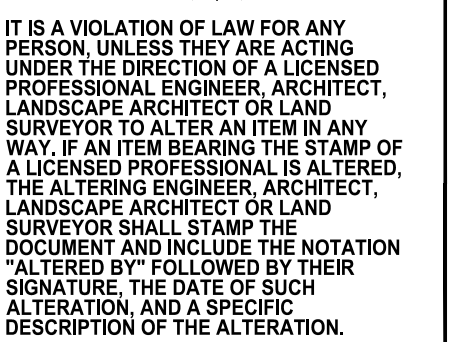 IT IS A VIOLATION OF LAW FOR ANY
PERSON, UNLESS THEY ARE ACTING
UNDER THE DIRECTION OF A LICENSED
PROFESSIONAL ENGINEER, ARCHITECT,
LANDSCAPE ARCHITECT OR LAND
SURVEYOR TO ALTER AN ITEM IN ANY
WAY. IF AN ITEM BEARING THE STAMP OF
A LICENSED PROFESSIONAL IS ALTERED,
THE ALTERING ENGINEER, ARCHITECT,
LANDSCAPE ARCHITECT OR LAND
SURVEYOR SHALL STAMP THE
DOCUMENT AND INCLUDE THE NOTATION
"ALTERED BY" FOLLOWED BY THEIR
SIGNATURE, THE DATE OF SUCH
ALTERATION, AND A SPECIFIC
DESCRIPTION OF THE ALTERATION.